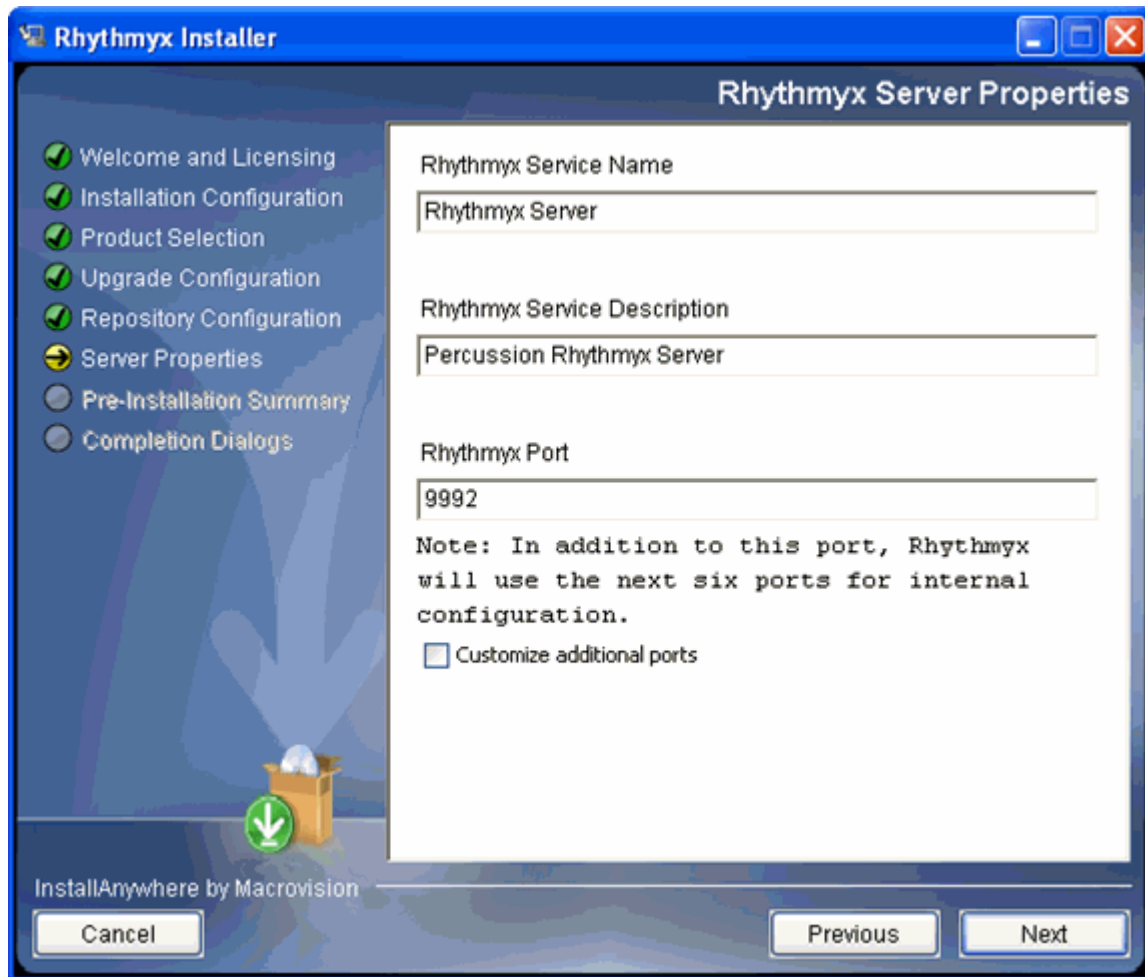 Rhythmyx Installer
Rhythmyx Server Properties
Welcome and Licensing
Installation Configuration
Product Selection
Upgrade Configuration
Repository Configuration
Server Properties
Pre-Installation Summary
Completion Dialogs
Rhythmyx Service Name
Rhythmyx Server
Rhythmyx Service Description
Percussion Rhythmyx Server
Rhythmyx Port
9992
Note: In addition to this port, Rhythmyx
will use the next six ports for internal
configuration.
Customize additional ports
InstallAnywhere by Macrovision
Cancel
Previous
Next